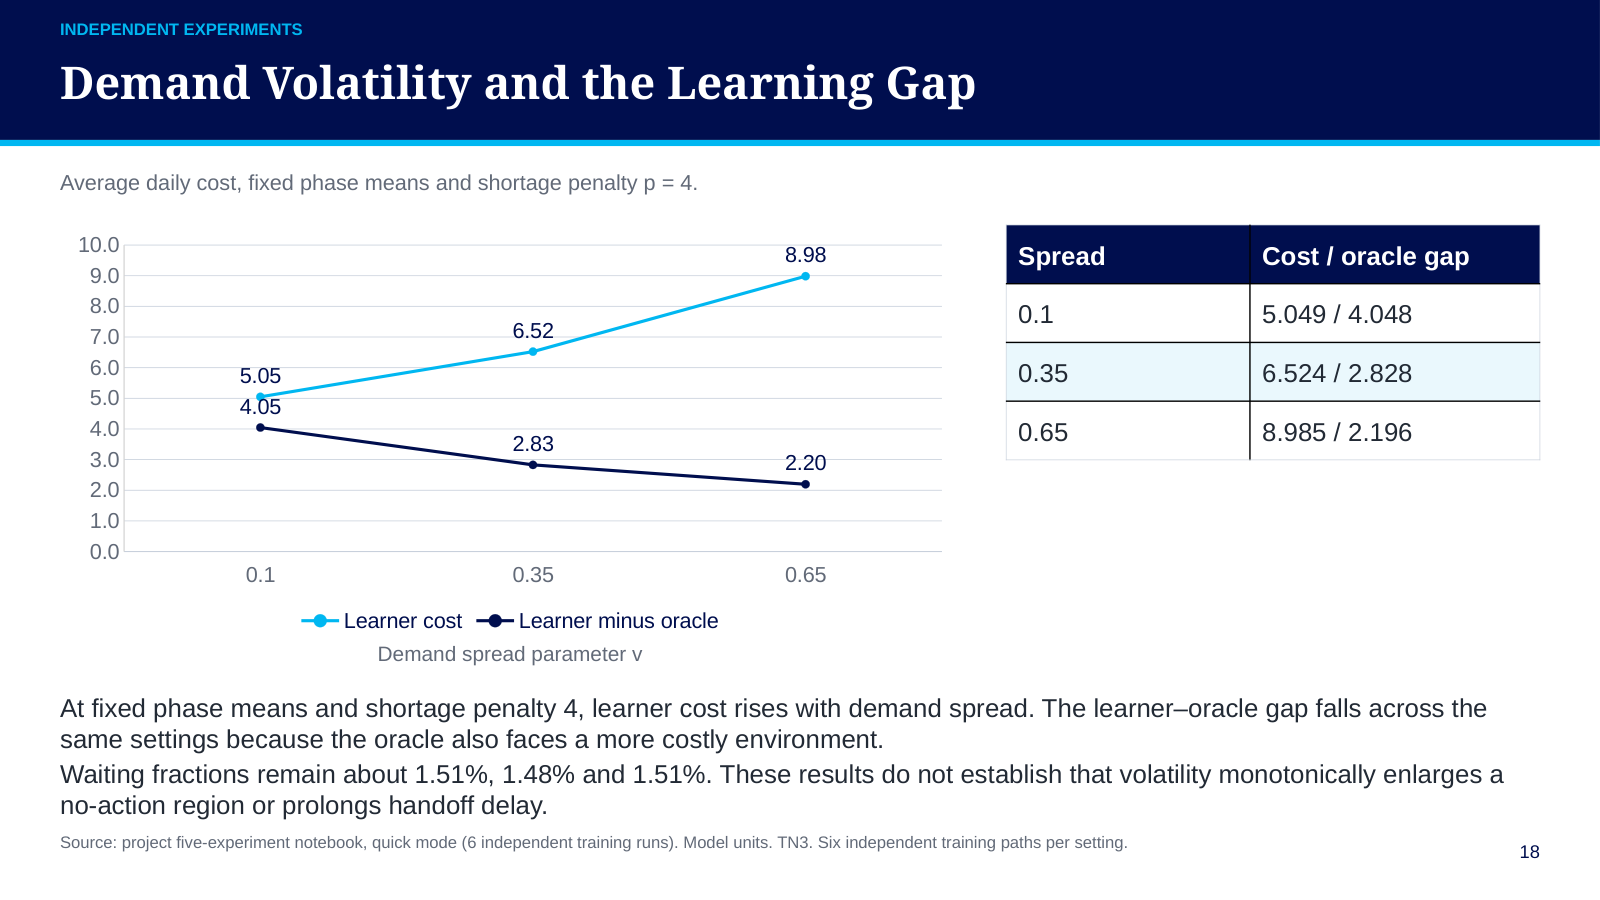 INDEPENDENT EXPERIMENTS
Demand Volatility and the Learning Gap
Average daily cost, fixed phase means and shortage penalty p = 4.
10.0
9.0
8.0
7.0
6.0
5.0
4.0
3.0
2.0
1.0
0.0
5.05
6.52
8.98
4.05
2.83
2.20
0.1 0.35 0.65
Learner cost Learner minus oracle
Demand spread parameter v
Spread Cost / oracle gap
0.1 5.049 / 4.048
0.35 6.524 / 2.828
0.65 8.985 / 2.196
At fixed phase means and shortage penalty 4, learner cost rises with demand spread. The learner–oracle gap falls across the
same settings because the oracle also faces a more costly environment.
Waiting fractions remain about 1.51%, 1.48% and 1.51%. These results do not establish that volatility monotonically enlarges a
no-action region or prolongs handoff delay.
Source: project five-experiment notebook, quick mode (6 independent training runs). Model units. TN3. Six independent training paths per setting.
18